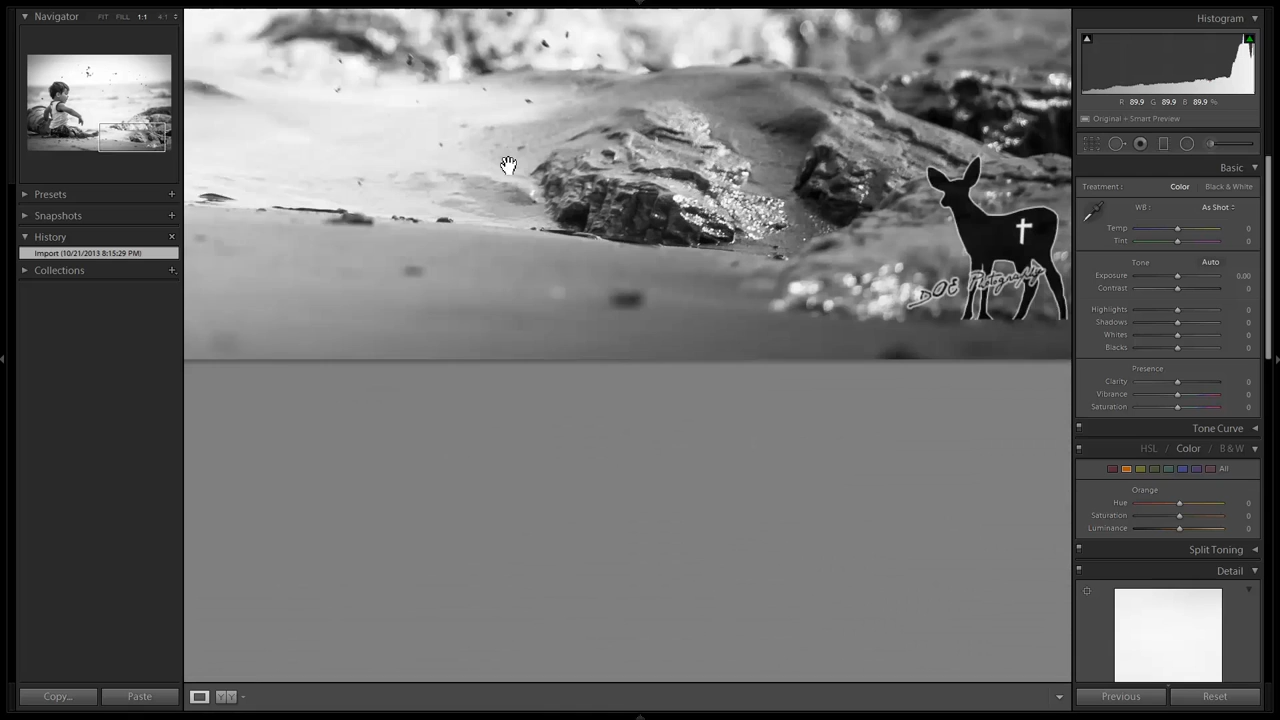 Navigator
FIT FILL 1:1 4:1
Presets
Snapshots
History
Import (10/21/2013 8:15:29 PM)
Collections
Copy...
Paste
DOE Photography
YY
Histogram
R 89.9 G 89.9 B 89.9 %
Original + Smart Preview
Basic
Treatment : Color Black & White
WB : As Shot
Temp 0
Tint 0
Tone Auto
Exposure 0.00
Contrast 0
Highlights 0
Shadows 0
Whites 0
Blacks 0
Presence
Clarity 0
Vibrance 0
Saturation 0
Tone Curve
HSL / Color / B & W
All
Orange
Hue 0
Saturation 0
Luminance 0
Split Toning
Detail
Previous
Reset